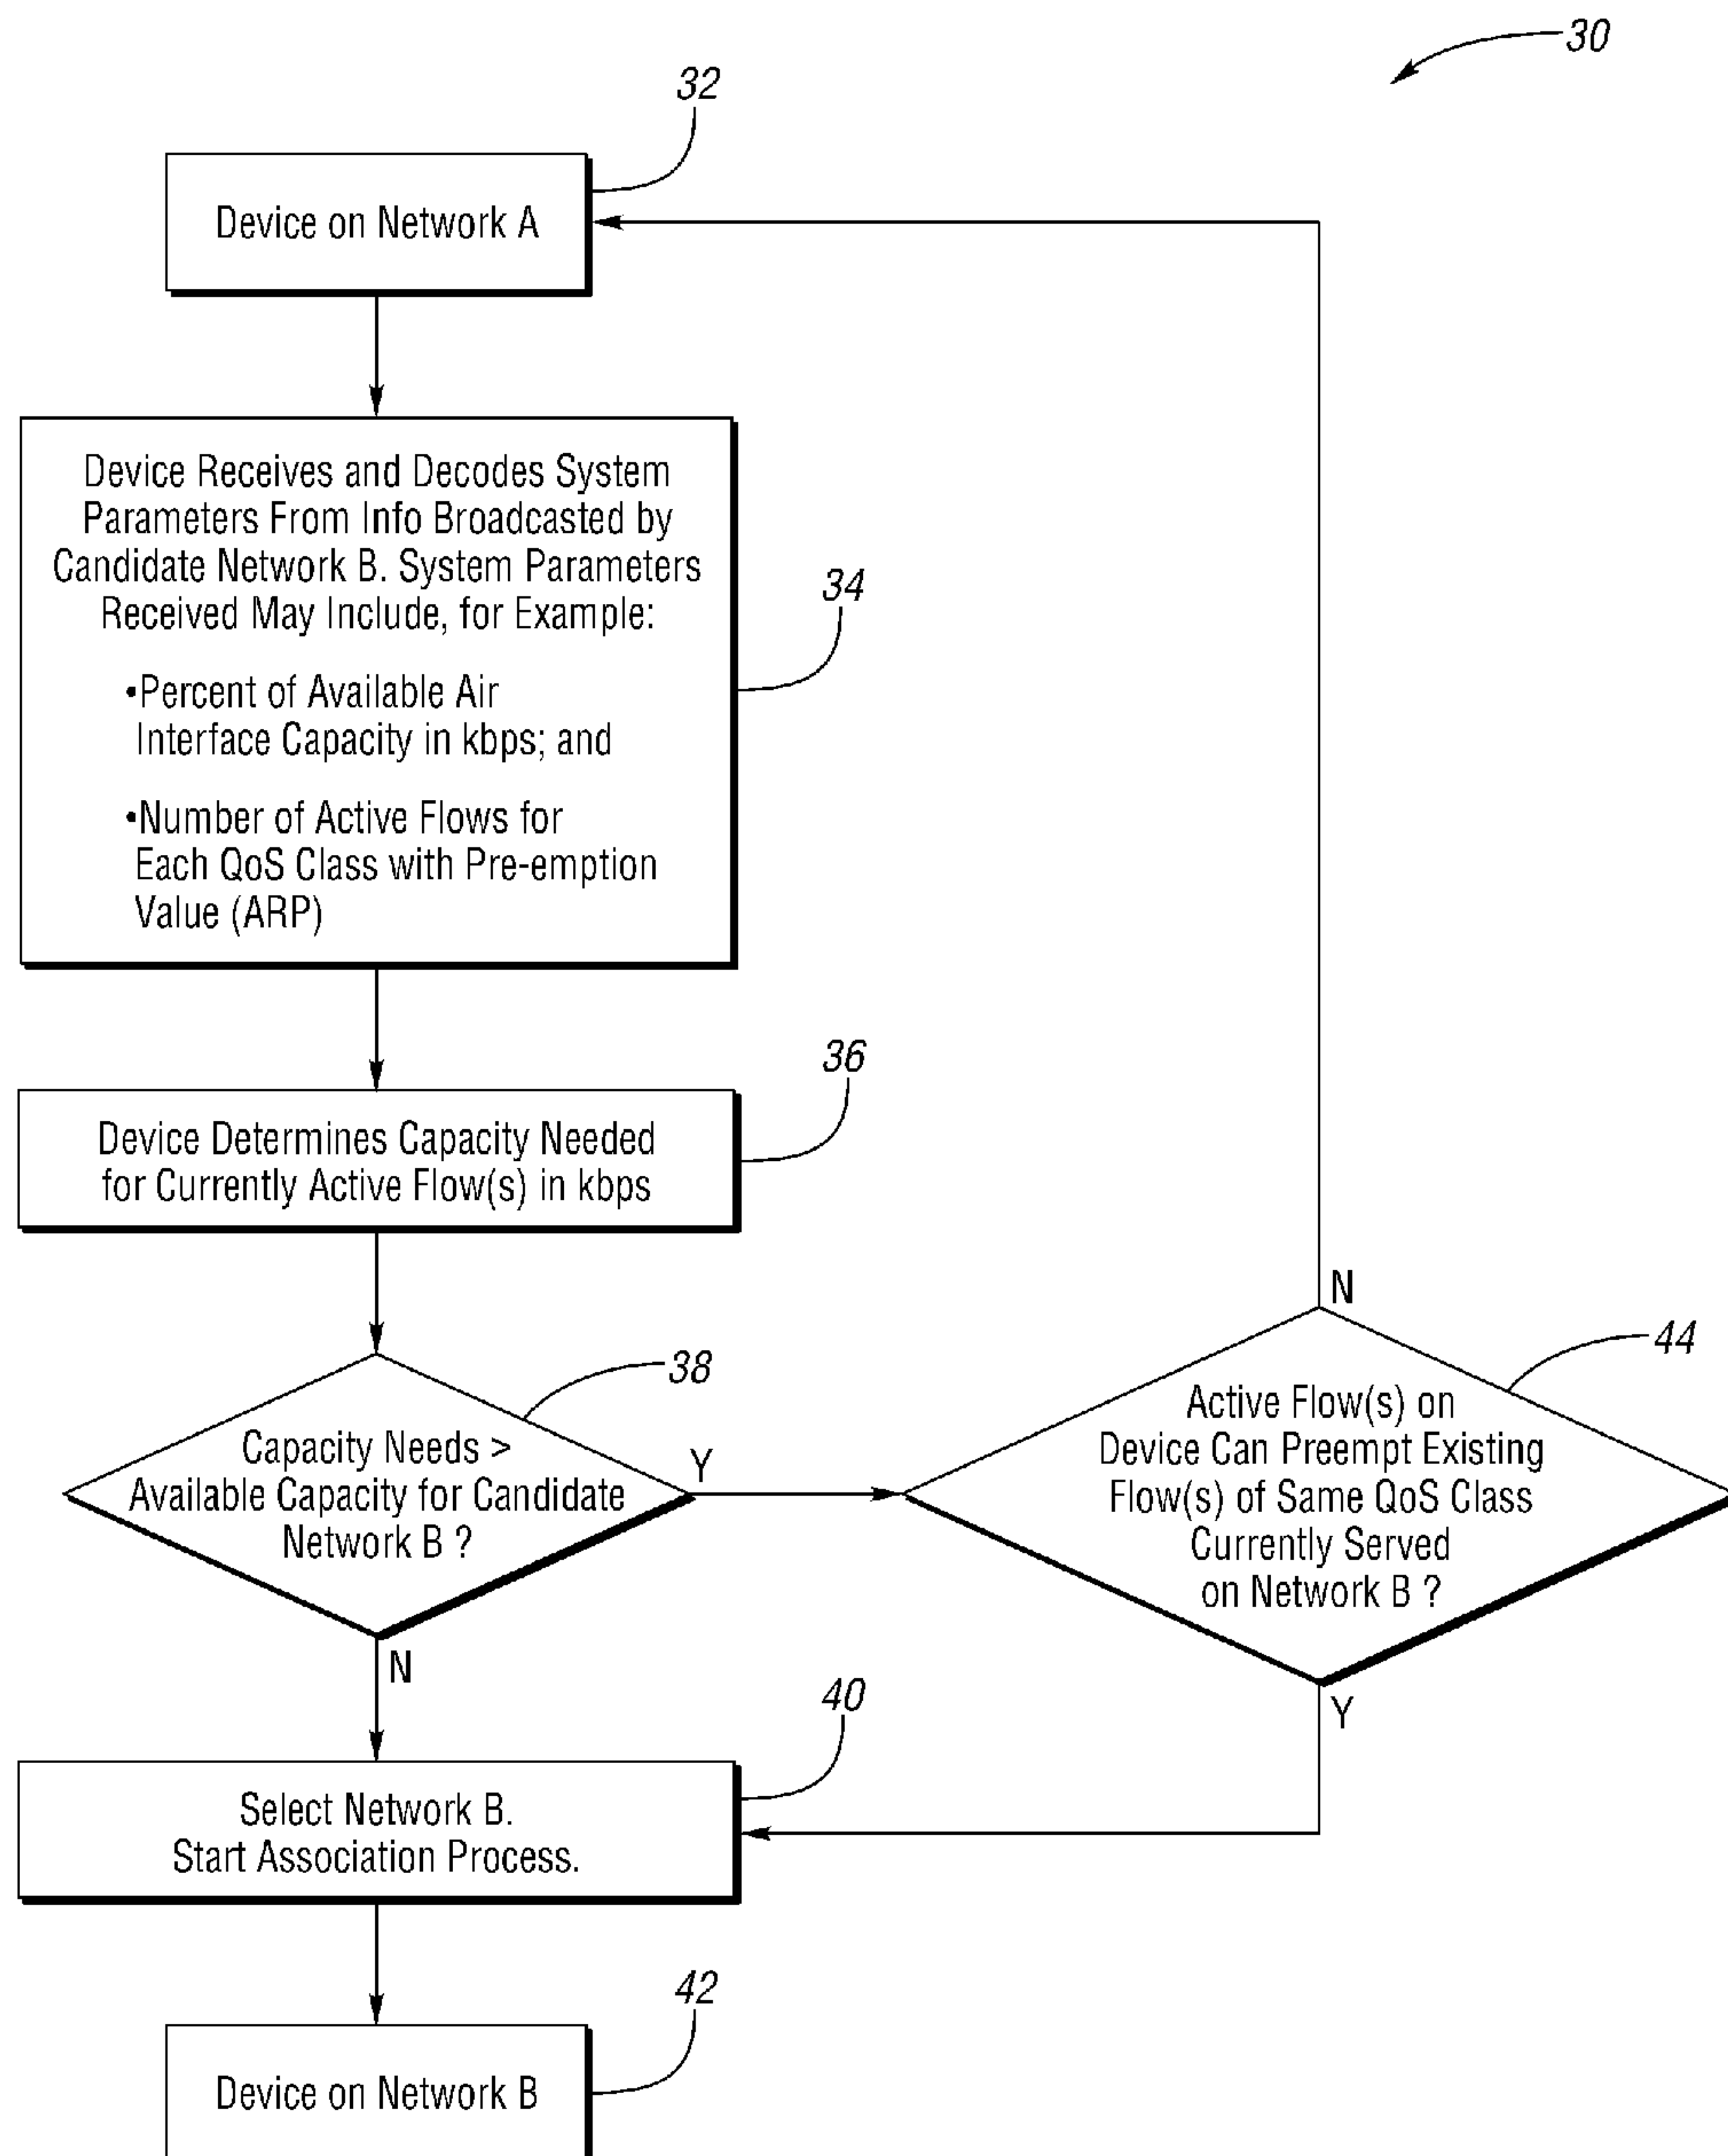 30
32
Device on Network A
Device Receives and Decodes System
Parameters From Info Broadcasted by
Candidate Network B. System Parameters
Received May Include, for Example:
•Percent of Available Air
Interface Capacity in kbps; and
•Number of Active Flows for
Each QoS Class with Pre-emption
Value (ARP)
34
36
Device Determines Capacity Needed
for Currently Active Flow(s) in kbps
38
Capacity Needs >
Available Capacity for Candidate
Network B ?
Y
N
N
44
Active Flow(s) on
Device Can Preempt Existing
Flow(s) of Same QoS Class
Currently Served
on Network B ?
Y
40
Select Network B.
Start Association Process.
42
Device on Network B